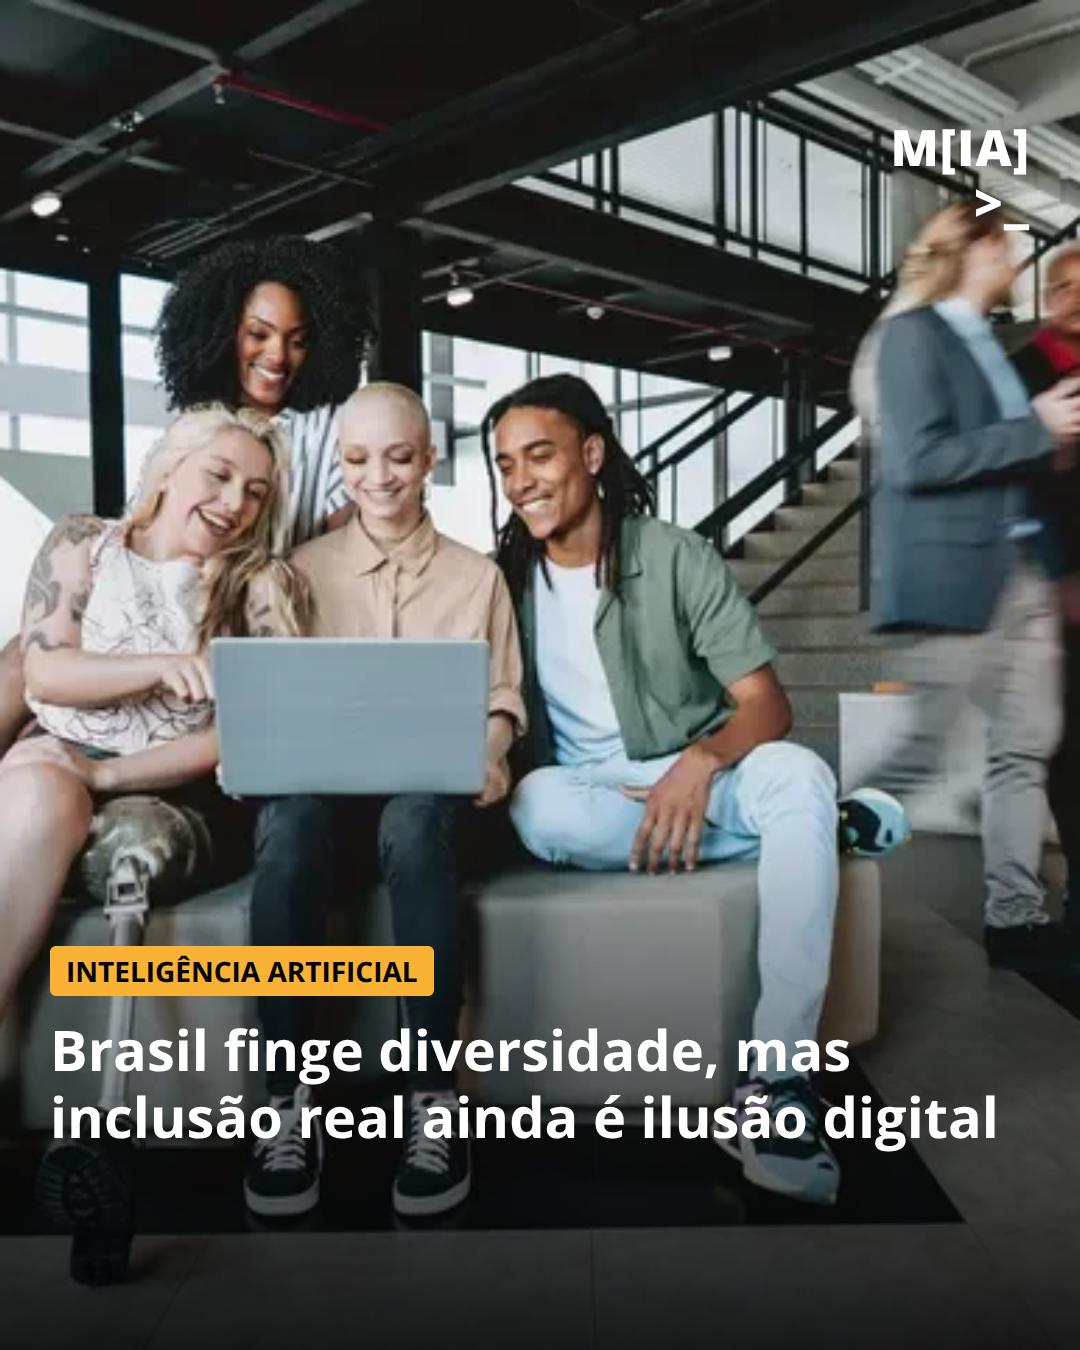 M[IA]
>_
INTELIGÊNCIA ARTIFICIAL
Brasil finge diversidade, mas
inclusão real ainda é ilusão digital